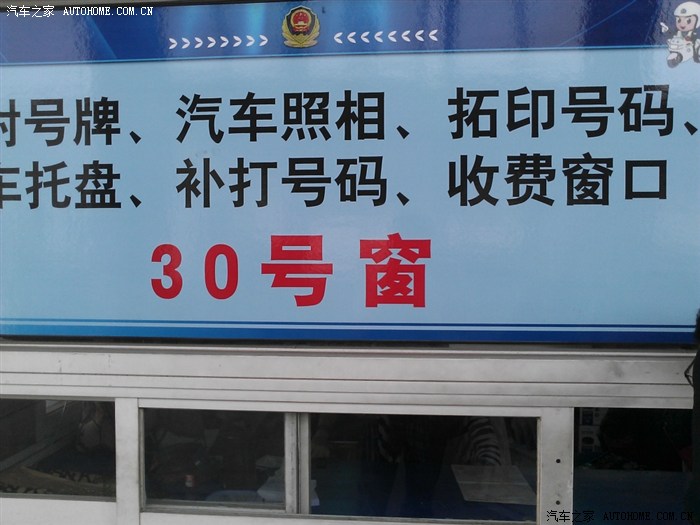 汽车之家 AUTOHOME.COM.CN
号牌、汽车照相、拓印号码、
车托盘、补打号码、收费窗口
30号窗
汽车之家 AUTOHOME.COM.CN